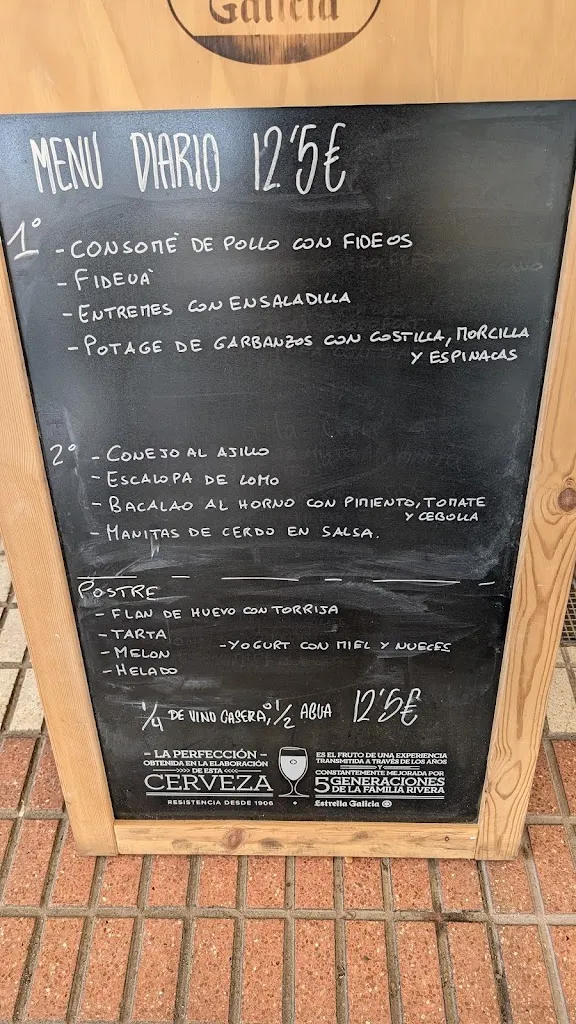 Galicia
MENÚ DIARIO 12'5€
1º
- CONSOMÉ DE POLLO CON FIDEOS
- FIDEUÀ
- ENTREMES CON ENSALADILLA
- POTAGE DE GARBANZOS CON COSTILLA, MORCILLA
Y ESPINACAS
2º
- CONEJO AL AJILLO
- ESCALOPA DE LOMO
- BACALAO AL HORNO CON PIMIENTO, TOMATE
Y CEBOLLA
- MANITAS DE CERDO EN SALSA.
POSTRE
- FLAN DE HUEVO CON TORRIJA
- TARTA
- MELON
- YOGURT CON MIEL Y NUECES
- HELADO
1/4 DE VINO GASERA, º 1/2 AGUA 12'5€
- LA PERFECCIÓN -
OBTENIDA EN LA ELABORACIÓN
DE ESTA
CERVEZA
RESISTENCIA DESDE 1906
ES EL FRUTO DE UNA EXPERIENCIA
TRANSMITIDA A TRAVÉS DE LOS AÑOS
Y
CONSTANTEMENTE MEJORADA POR
5 GENERACIONES
DE LA FAMILIA RIVERA
Estrella Galicia